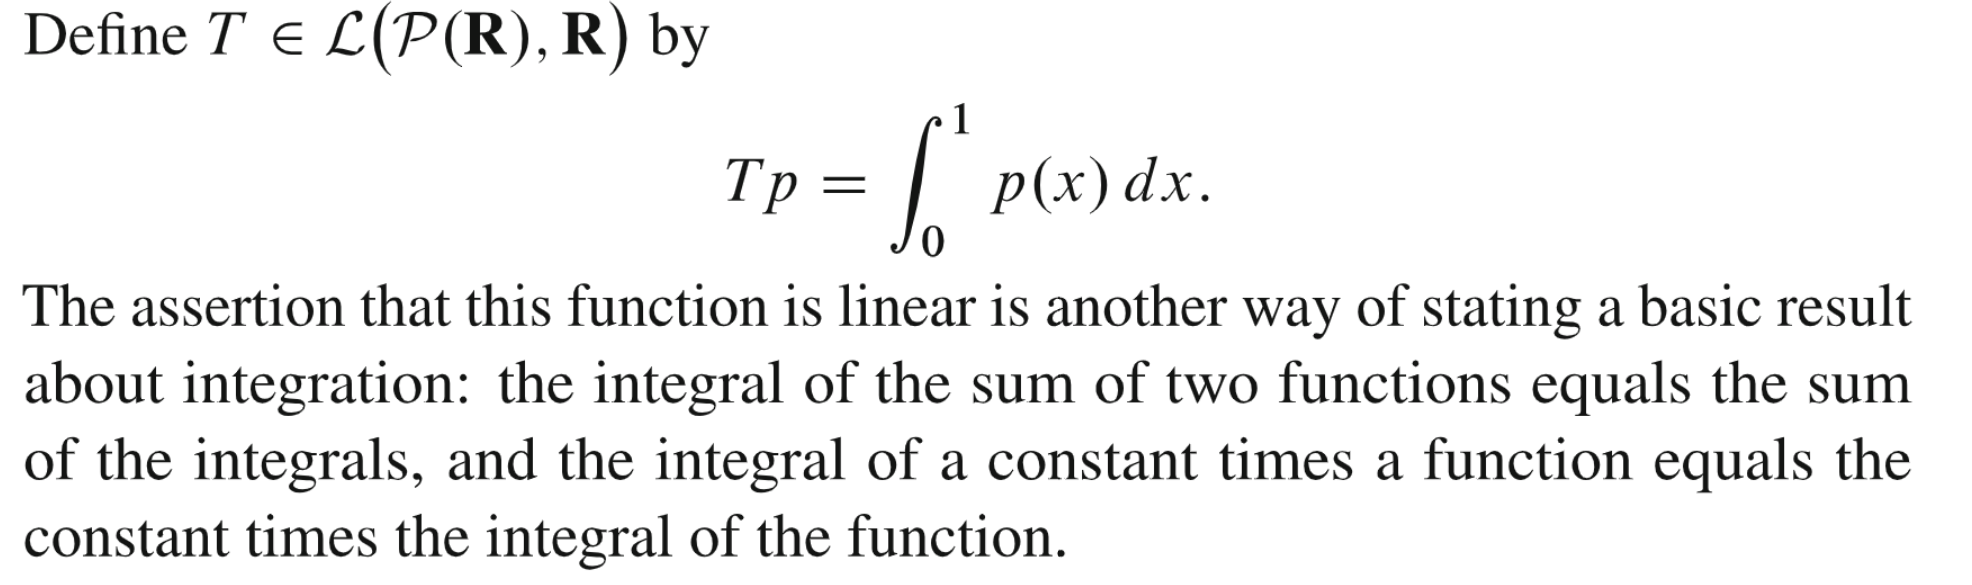 Define T ∈ ℒ(𝒫(𝐑), 𝐑) by
Tp = ∫₀¹ p(x) dx.
The assertion that this function is linear is another way of stating a basic result
about integration: the integral of the sum of two functions equals the sum
of the integrals, and the integral of a constant times a function equals the
constant times the integral of the function.